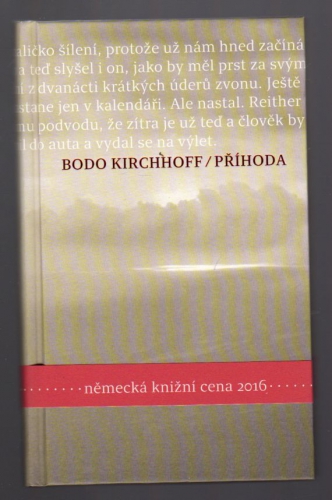 aličko šílení, protože už nám hned začíná
a teď slyšel i on, jako by měl prst za svým
í z dvanácti krátkých úderů zvonu. Ještě
stane jen v kalendáři. Ale nastal. Reither
mu podvodu, že zítra je už teď a člověk by
l do auta a vydal se na výlet.
BODO KIRCHHOFF/PŘÍHODA
německá knižní cena 2016